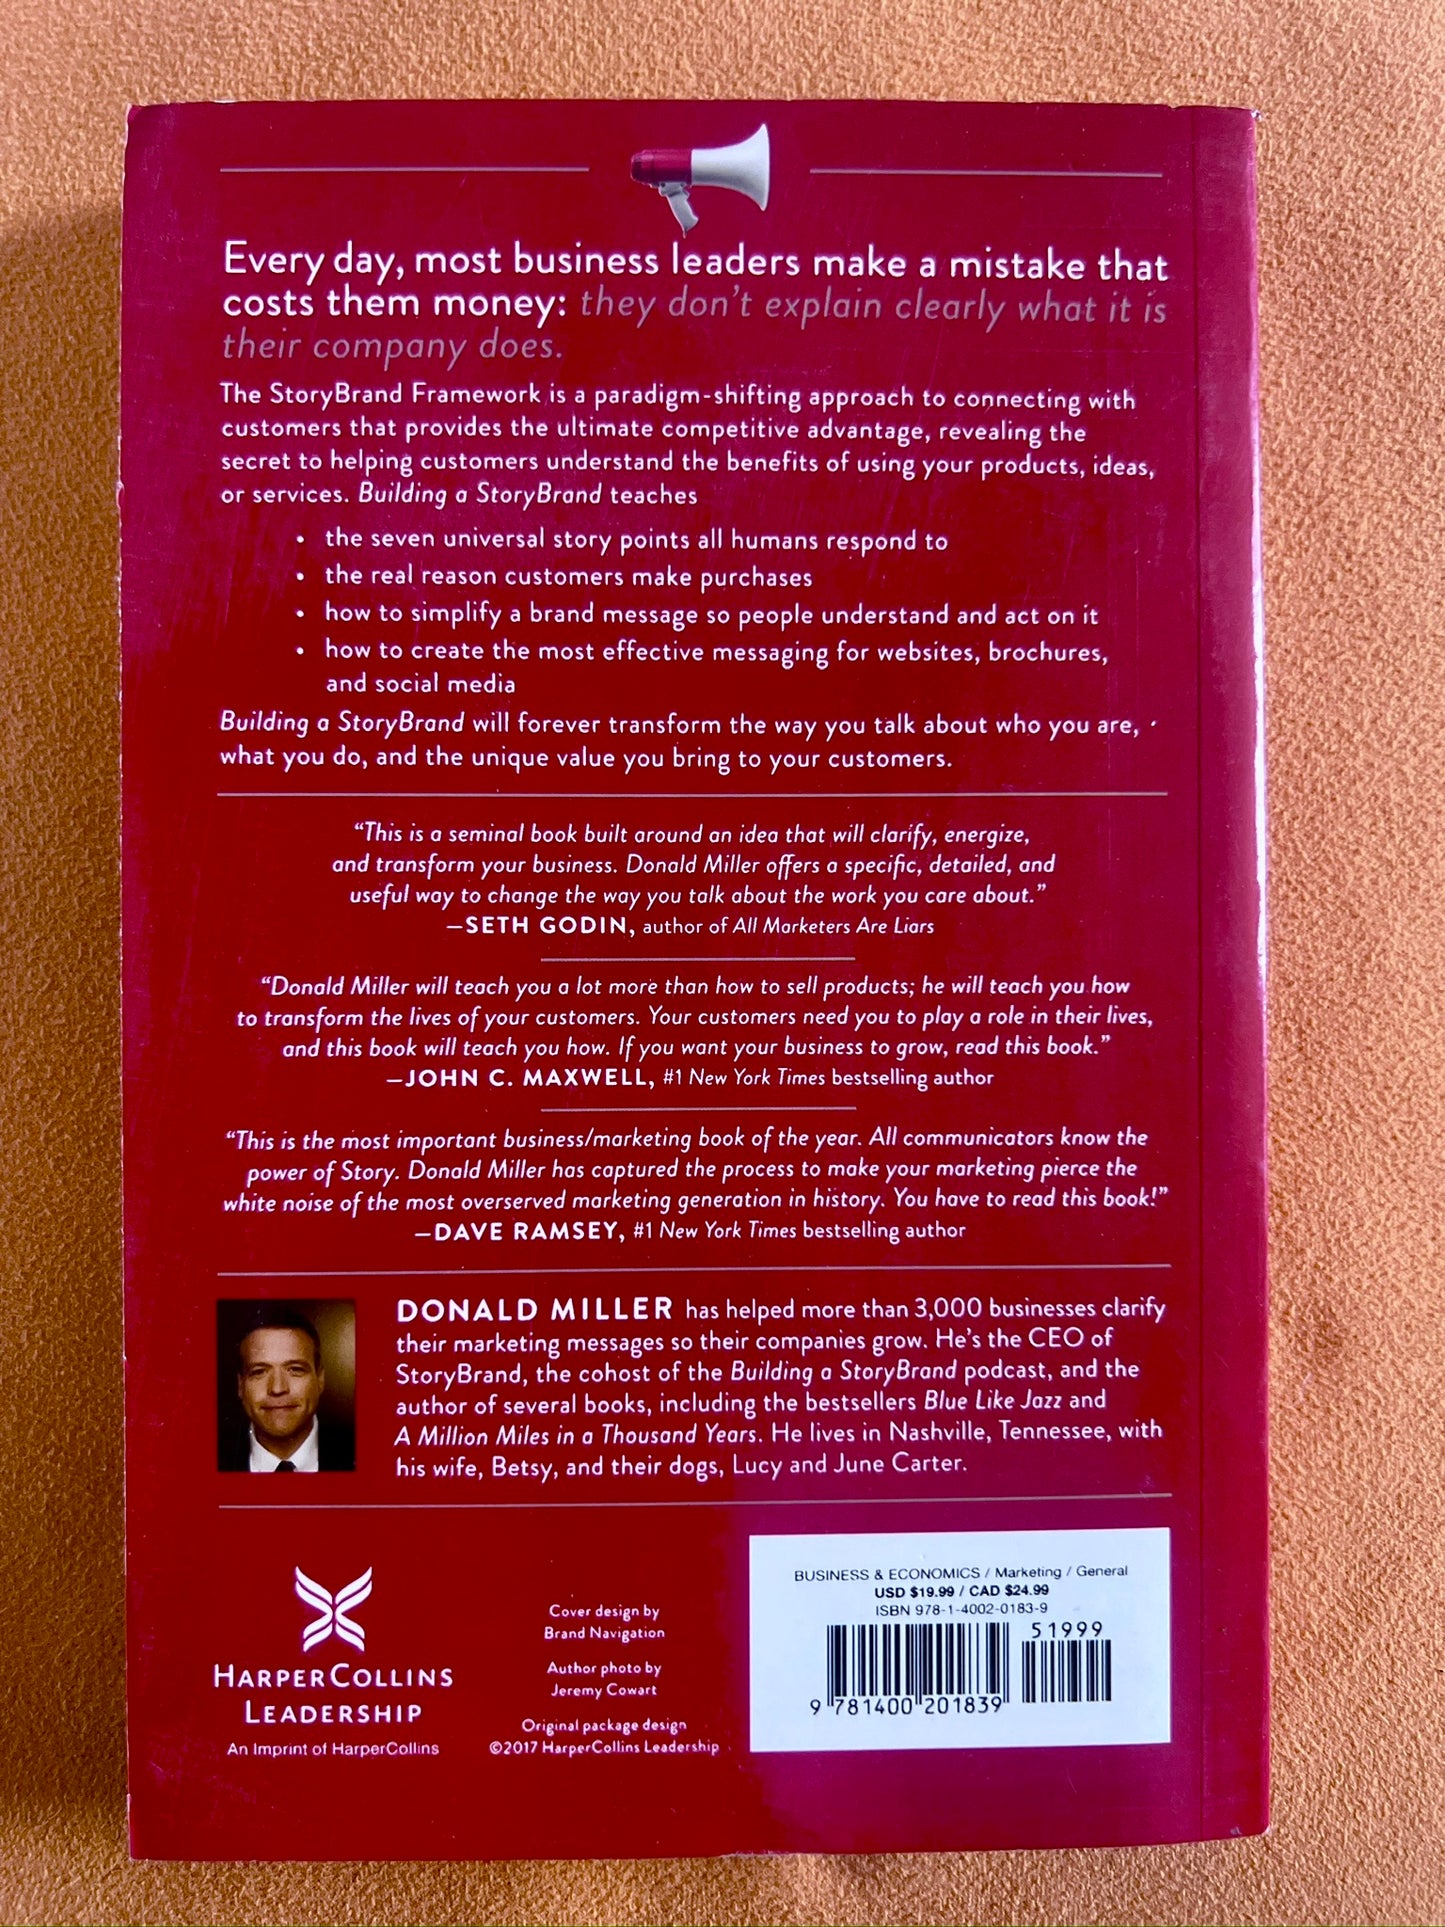 Every day, most business leaders make a mistake that
costs them money: they don't explain clearly what it is
their company does.
The StoryBrand Framework is a paradigm-shifting approach to connecting with
customers that provides the ultimate competitive advantage, revealing the
secret to helping customers understand the benefits of using your products, ideas,
or services. Building a StoryBrand teaches
• the seven universal story points all humans respond to
• the real reason customers make purchases
• how to simplify a brand message so people understand and act on it
• how to create the most effective messaging for websites, brochures,
and social media
Building a StoryBrand will forever transform the way you talk about who you are,
what you do, and the unique value you bring to your customers.
“This is a seminal book built around an idea that will clarify, energize,
and transform your business. Donald Miller offers a specific, detailed, and
useful way to change the way you talk about the work you care about.”
—SETH GODIN, author of All Marketers Are Liars
“Donald Miller will teach you a lot more than how to sell products; he will teach you how
to transform the lives of your customers. Your customers need you to play a role in their lives,
and this book will teach you how. If you want your business to grow, read this book.”
—JOHN C. MAXWELL, #1 New York Times bestselling author
“This is the most important business/marketing book of the year. All communicators know the
power of Story. Donald Miller has captured the process to make your marketing pierce the
white noise of the most overserved marketing generation in history. You have to read this book!”
—DAVE RAMSEY, #1 New York Times bestselling author
DONALD MILLER has helped more than 3,000 businesses clarify
their marketing messages so their companies grow. He's the CEO of
StoryBrand, the cohost of the Building a StoryBrand podcast, and the
author of several books, including the bestsellers Blue Like Jazz and
A Million Miles in a Thousand Years. He lives in Nashville, Tennessee, with
his wife, Betsy, and their dogs, Lucy and June Carter.
HARPERCOLLINS
LEADERSHIP
An Imprint of HarperCollins
Cover design by
Brand Navigation
Author photo by
Jeremy Cowart
Original package design
©2017 HarperCollins Leadership
BUSINESS & ECONOMICS / Marketing / General
USD $19.99 / CAD $24.99
ISBN 978-1-4002-0183-9
51999
9 781400 201839